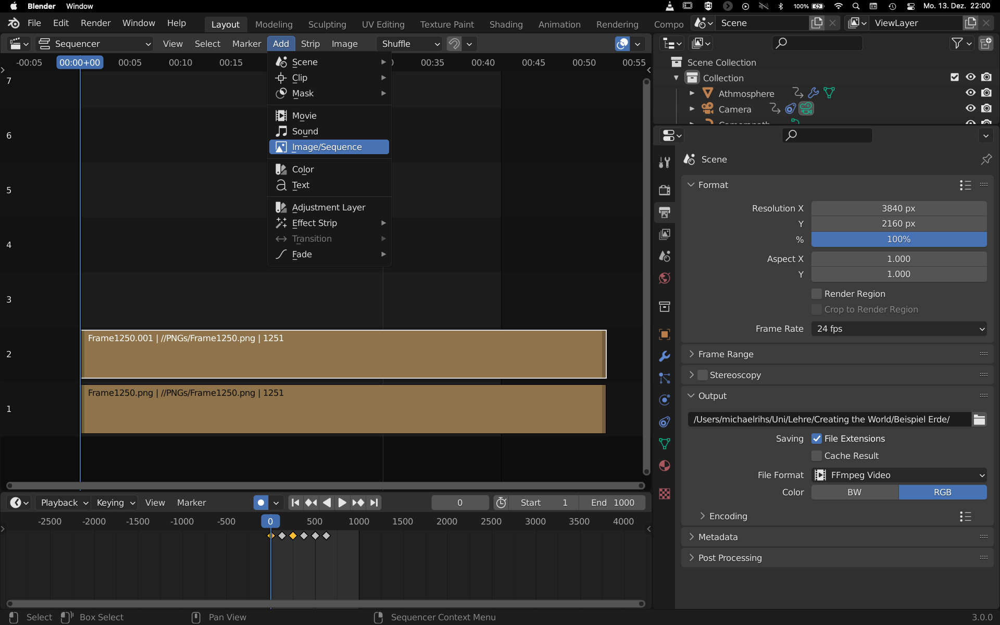 Blender Window 100% Mo. 13. Dez. 22:00
File Edit Render Window Help Layout Modeling Sculpting UV Editing Texture Paint Shading Animation Rendering Compo Scene ViewLayer
Sequencer View Select Marker Add Strip Image Shuffle
-00:05 00:00+00 00:05 00:10 00:15 0 00:35 00:40 00:45 00:50 00:55
7
6
5
4
3
2
1
Scene
Clip
Mask
Movie
Sound
Image/Sequence
Color
Text
Adjustment Layer
Effect Strip
Transition
Fade
Frame1250.001 | //PNGs/Frame1250.png | 1251
Frame1250.png | //PNGs/Frame1250.png | 1251
Playback Keying View Marker 0 Start 1 End 1000
-2500 -2000 -1500 -1000 -500 0 500 1000 1500 2000 2500 3000 3500 4000
Scene Collection
Collection
Athmosphere
Camera
Scene
Format
Resolution X 3840 px
Y 2160 px
% 100%
Aspect X 1.000
Y 1.000
Render Region
Crop to Render Region
Frame Rate 24 fps
Frame Range
Stereoscopy
Output
/Users/michaelrihs/Uni/Lehre/Creating the World/Beispiel Erde/
Saving File Extensions
Cache Result
File Format FFmpeg Video
Color BW RGB
Encoding
Metadata
Post Processing
Select Box Select Pan View Sequencer Context Menu 3.0.0